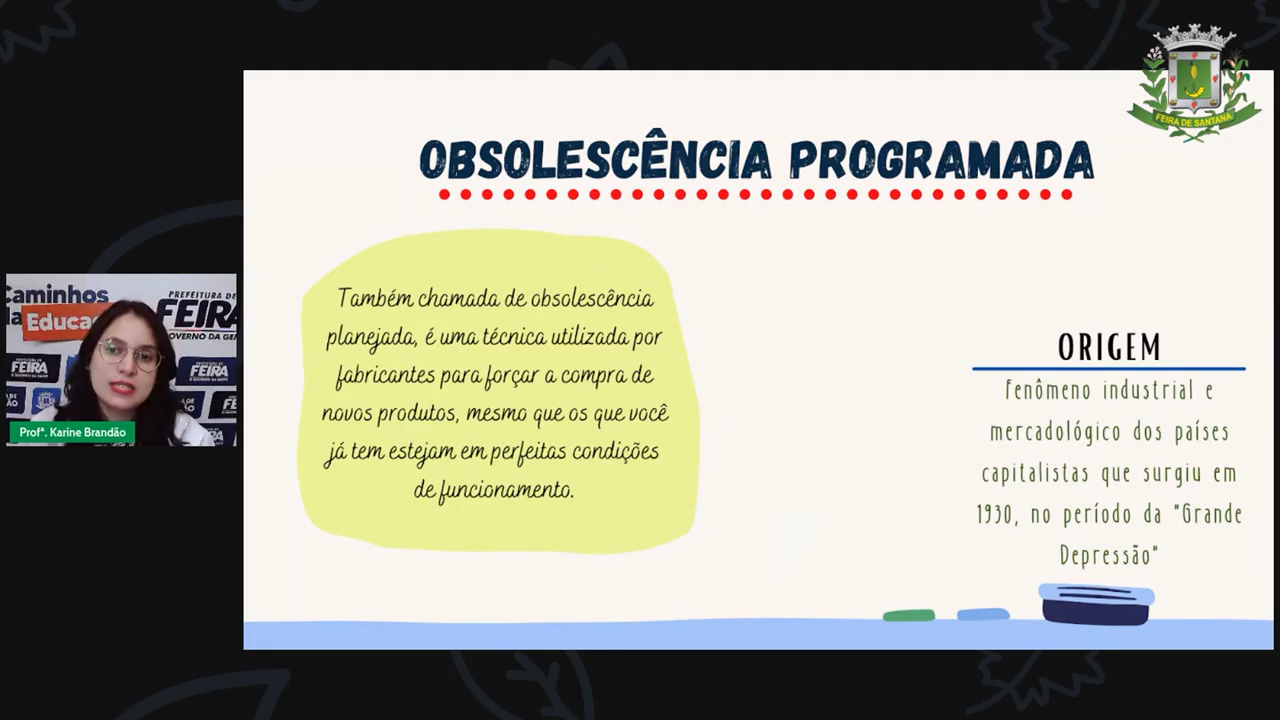 FEIRA DE SANTANA
OBSOLESCÊNCIA PROGRAMADA
Também chamada de obsolescência
planejada, é uma técnica utilizada por
fabricantes para forçar a compra de
novos produtos, mesmo que os que você
já tem estejam em perfeitas condições
de funcionamento.
ORIGEM
Fenômeno industrial e
mercadológico dos países
capitalistas que surgiu em
1930, no período da "Grande
Depressão"
Caminhos
da
Educa
PREFEITURA DE
FEIRA
GOVERNO DA GEN
FEIRA
FEIRA
Profª. Karine Brandão